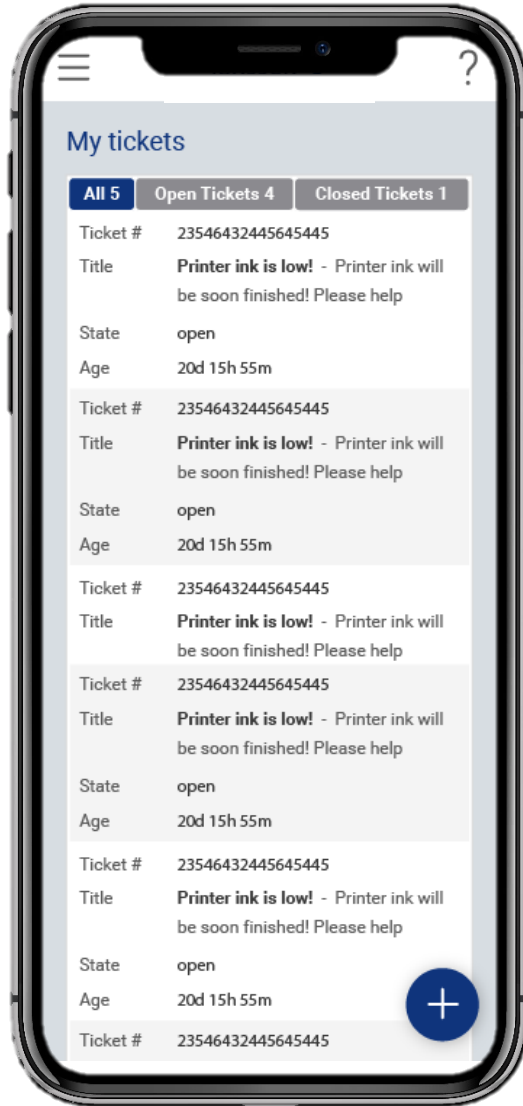 ?
My tickets
All 5 Open Tickets 4 Closed Tickets 1
Ticket # 23546432445645445
Title Printer ink is low! - Printer ink will
be soon finished! Please help
State open
Age 20d 15h 55m
Ticket # 23546432445645445
Title Printer ink is low! - Printer ink will
be soon finished! Please help
State open
Age 20d 15h 55m
Ticket # 23546432445645445
Title Printer ink is low! - Printer ink will
be soon finished! Please help
Ticket # 23546432445645445
Title Printer ink is low! - Printer ink will
be soon finished! Please help
State open
Age 20d 15h 55m
Ticket # 23546432445645445
Title Printer ink is low! - Printer ink will
be soon finished! Please help
State open
Age 20d 15h 55m
+
Ticket # 23546432445645445